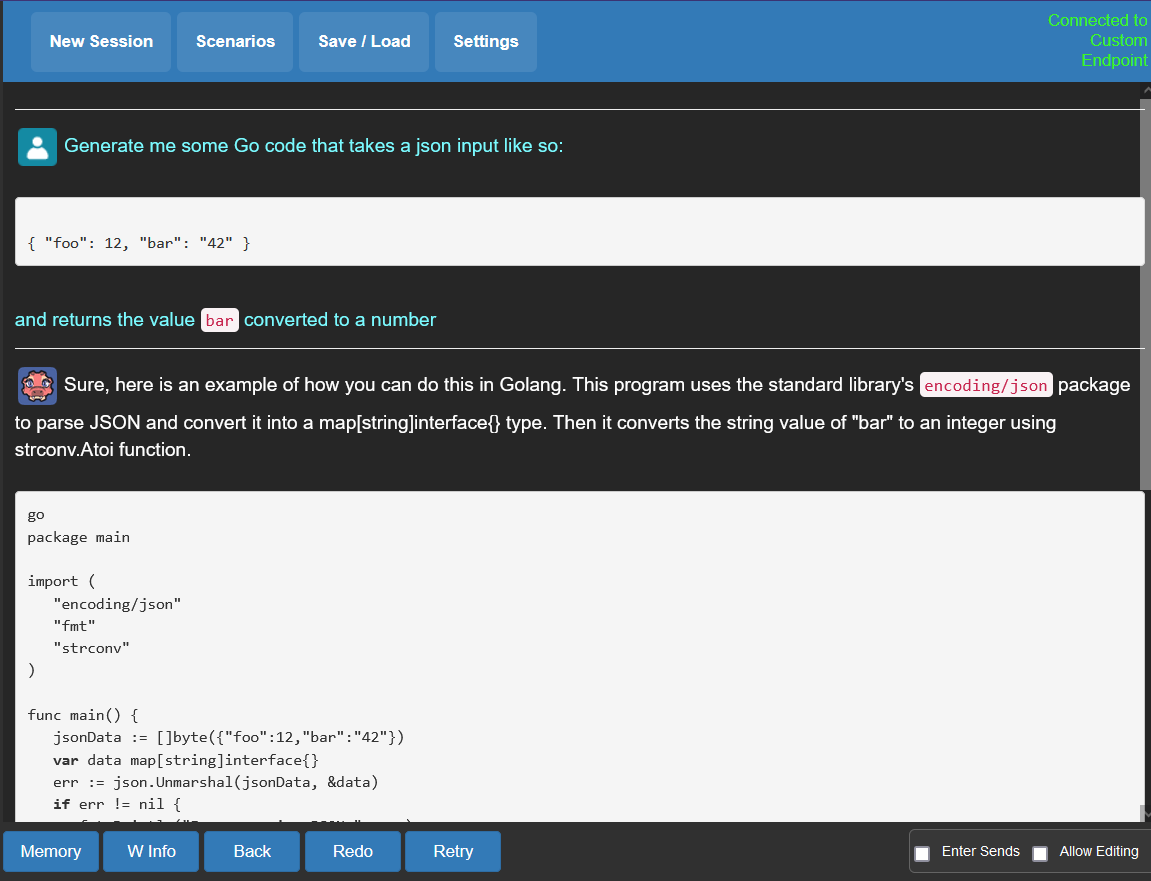 New Session
Scenarios
Save / Load
Settings
Connected to
Custom
Endpoint
Generate me some Go code that takes a json input like so:
{ "foo": 12, "bar": "42" }
and returns the value bar converted to a number
Sure, here is an example of how you can do this in Golang. This program uses the standard library's encoding/json package
to parse JSON and convert it into a map[string]interface{} type. Then it converts the string value of "bar" to an integer using
strconv.Atoi function.
go
package main
import (
"encoding/json"
"fmt"
"strconv"
)
func main() {
jsonData := []byte({"foo":12,"bar":"42"})
var data map[string]interface{}
err := json.Unmarshal(jsonData, &data)
if err != nil {
Memory
W Info
Back
Redo
Retry
Enter Sends
Allow Editing